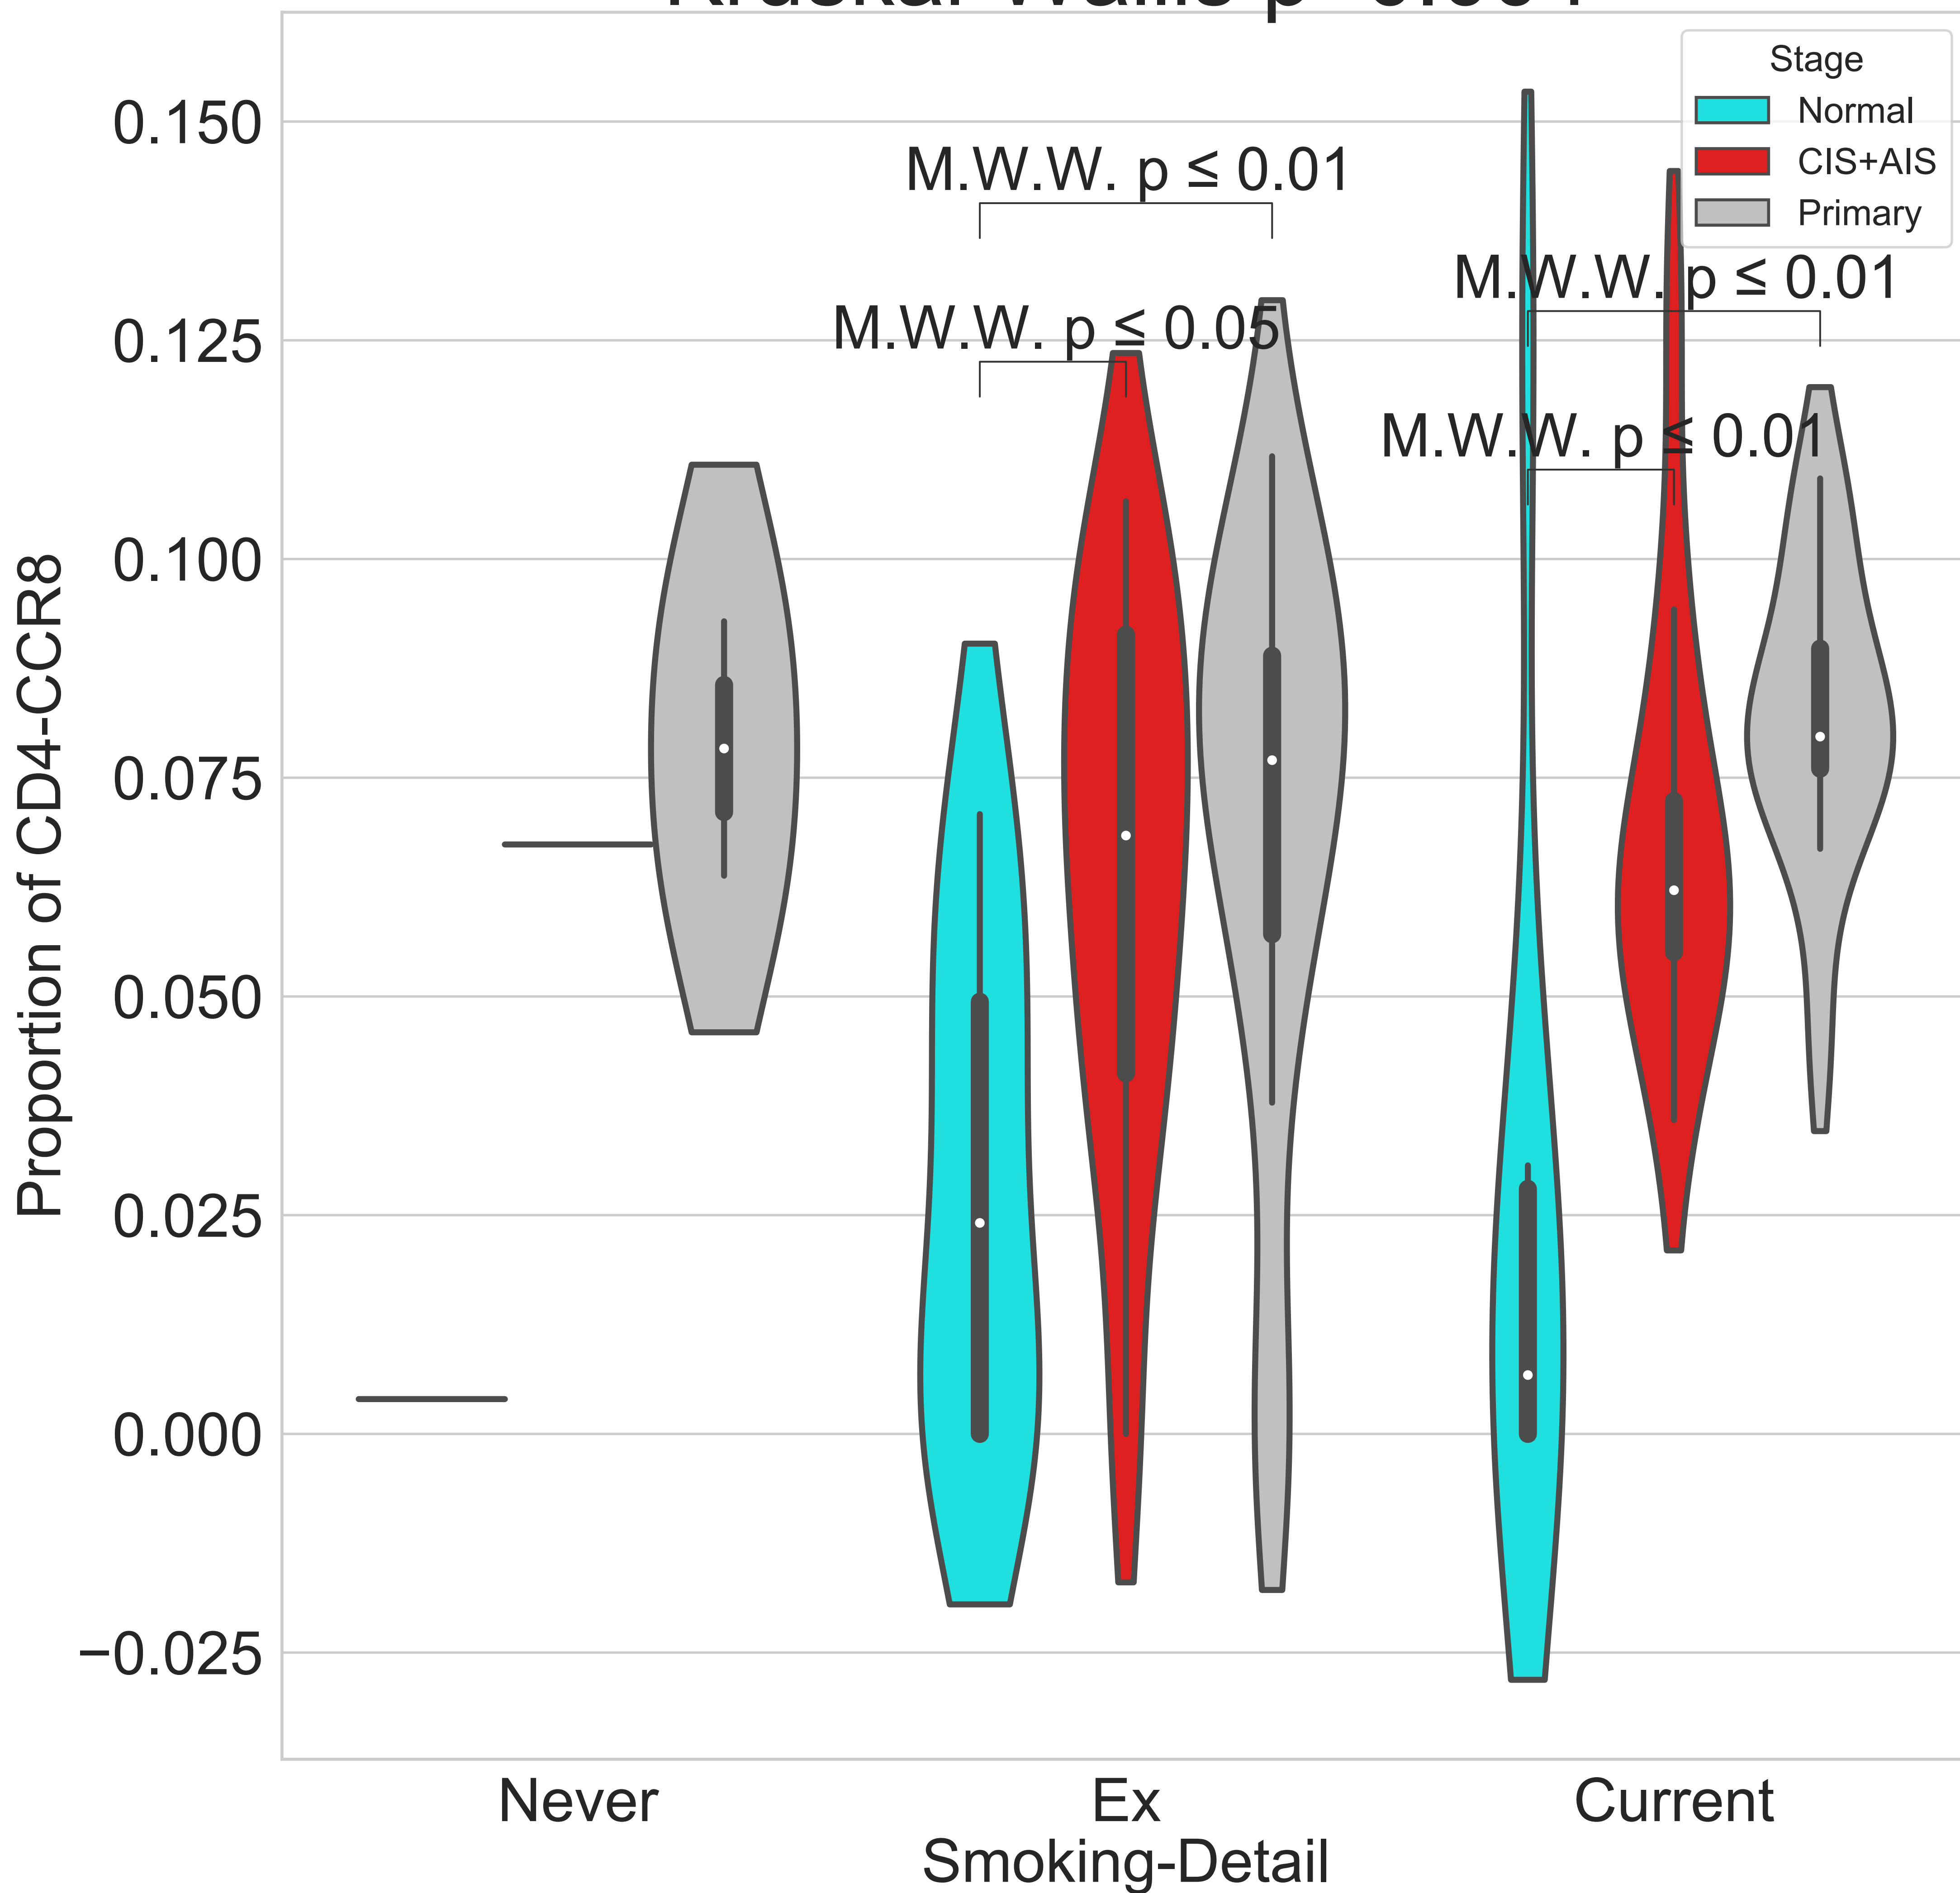 Stage
Normal
CIS+AIS
Primary
0.150
0.125
0.100
0.075
0.050
0.025
0.000
−0.025
Proportion of CD4-CCR8
M.W.W. p ≤ 0.01
M.W.W. p ≤ 0.05
M.W.W. p ≤ 0.01
M.W.W. p ≤ 0.01
Never
Ex
Current
Smoking-Detail